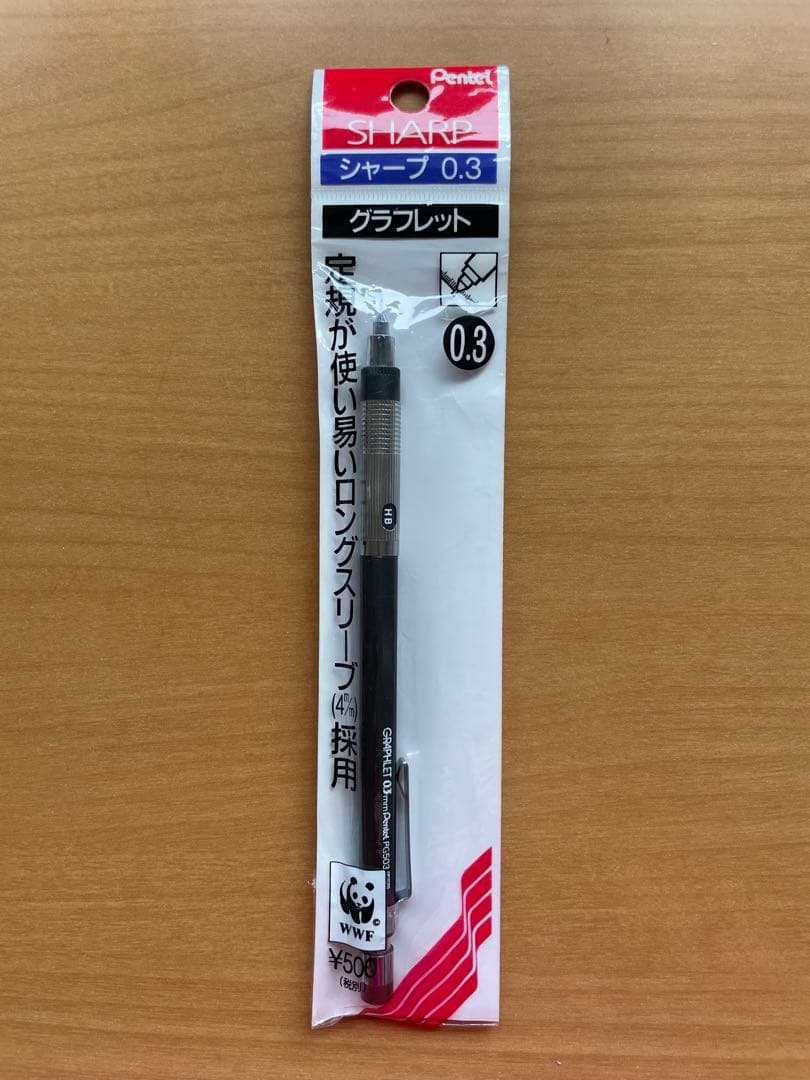 Pentel
SHARP
シャープ 0.3
グラフレット
0.3
定規が使い易いロングスリーブ(4m/m)採用
HB
GRAPHLET 0.3mm Pentel PG503
© WWF
¥500
(税別)